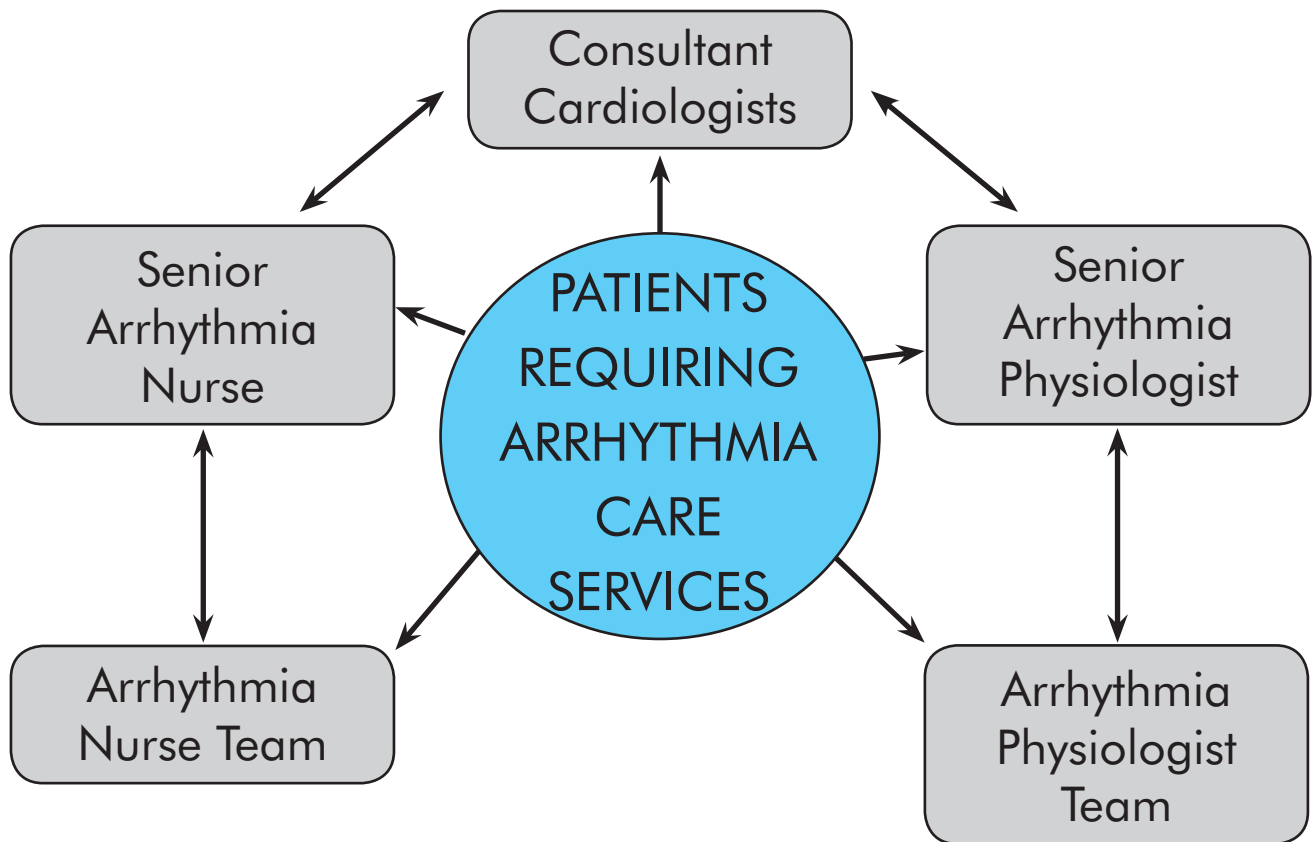 Consultant
Cardiologists
Senior
Arrhythmia
Nurse
PATIENTS
REQUIRING
ARRHYTHMIA
CARE
SERVICES
Senior
Arrhythmia
Physiologist
Arrhythmia
Nurse Team
Arrhythmia
Physiologist
Team